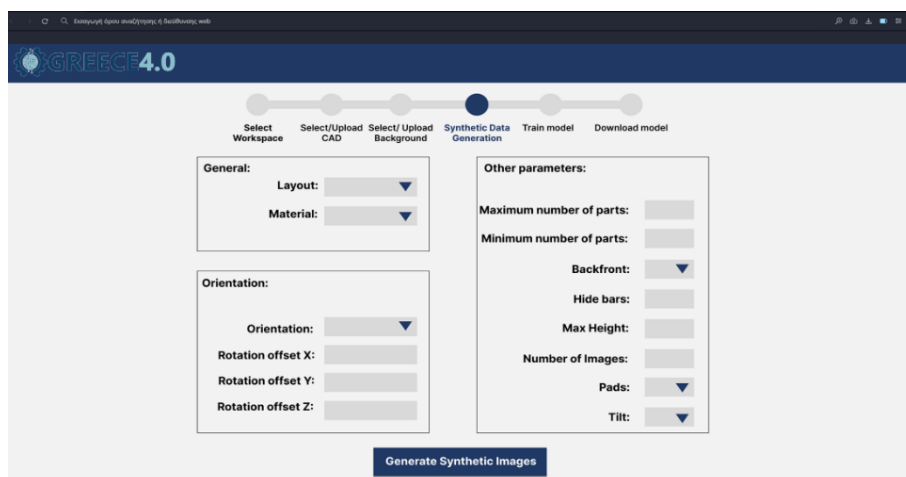 Εισαγωγή όρου αναζήτησης ή διεύθυνσης web
GREECE4.0
Select Workspace
Select/Upload CAD
Select/ Upload Background
Synthetic Data Generation
Train model
Download model
General:
Layout:
Material:
Orientation:
Orientation:
Rotation offset X:
Rotation offset Y:
Rotation offset Z:
Other parameters:
Maximum number of parts:
Minimum number of parts:
Backfront:
Hide bars:
Max Height:
Number of Images:
Pads:
Tilt:
Generate Synthetic Images